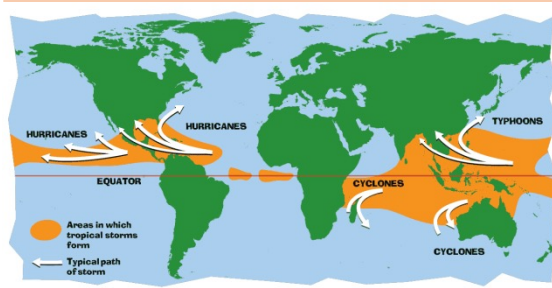 HURRICANES
HURRICANES
TYPHOONS
EQUATOR
CYCLONES
CYCLONES
Areas in which
tropical storms
form
Typical path
of storm